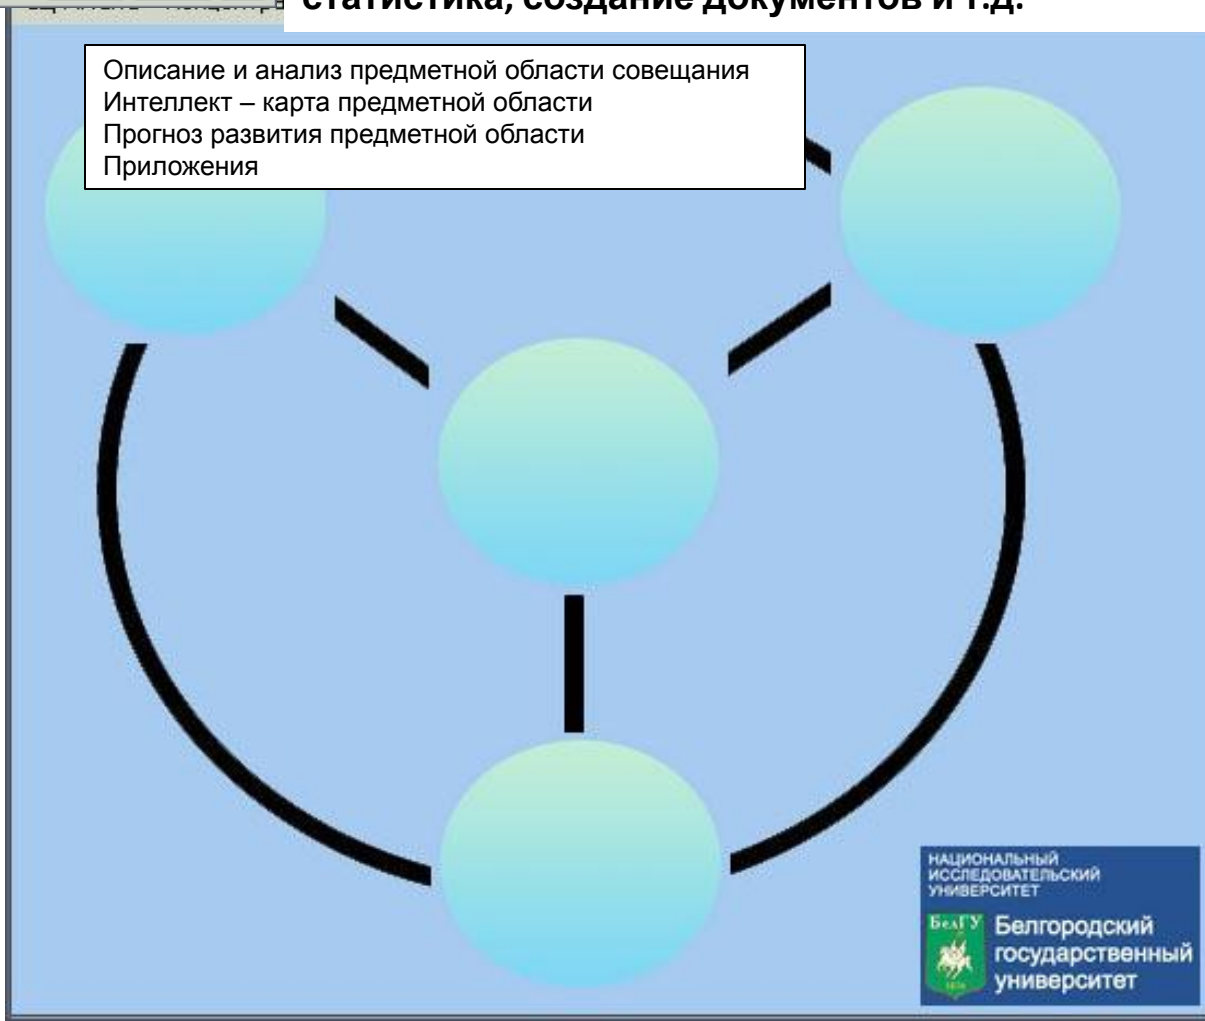 статистика, создание документов и т.д.
Описание и анализ предметной области совещания
Интеллект – карта предметной области
Прогноз развития предметной области
Приложения
НАЦИОНАЛЬНЫЙ
ИССЛЕДОВАТЕЛЬСКИЙ
УНИВЕРСИТЕТ
БелГУ
1876
Белгородский
государственный
университет